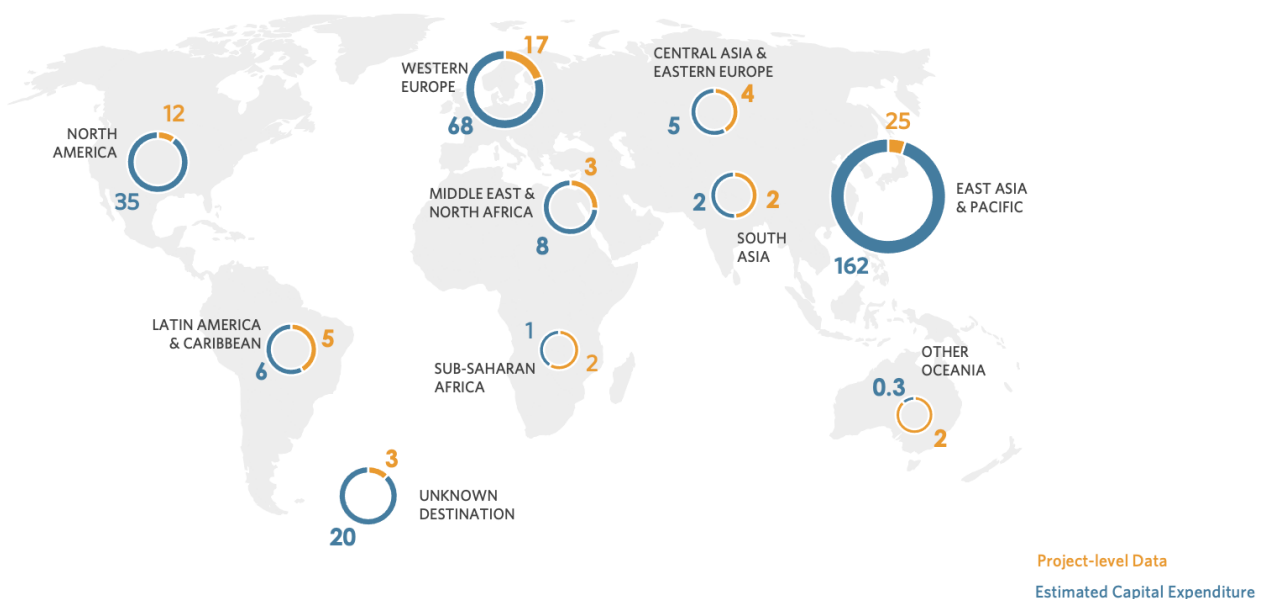 17
WESTERN
EUROPE
68
CENTRAL ASIA &
EASTERN EUROPE
4
5
12
NORTH
AMERICA
35
25
EAST ASIA
& PACIFIC
162
3
MIDDLE EAST &
NORTH AFRICA
8
2
2
SOUTH
ASIA
LATIN AMERICA
& CARIBBEAN
5
6
1
SUB-SAHARAN
AFRICA
2
OTHER
OCEANIA
0.3
2
3
UNKNOWN
DESTINATION
20
Project-level Data
Estimated Capital Expenditure